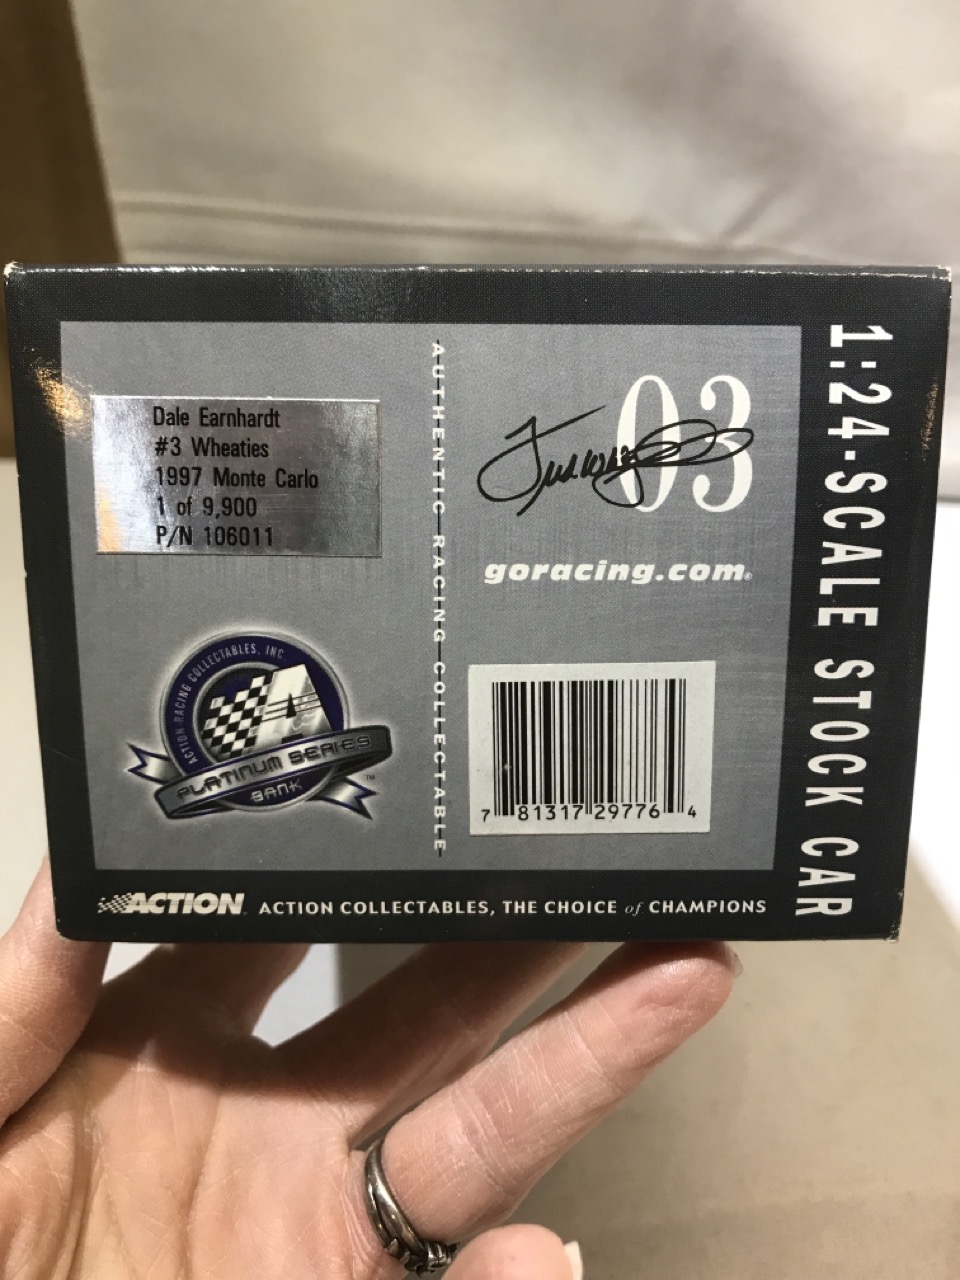 Dale Earnhardt
#3 Wheaties
1997 Monte Carlo
1 of 9,900
P/N 106011
ACTION RACING COLLECTABLES, INC
PLATINUM SERIES
BANK
TM
AUTHENTIC RACING COLLECTABLE
03
goracing.com®
7 81317 29776 4
1:24-SCALE STOCK CAR
ACTION ACTION COLLECTABLES, THE CHOICE of CHAMPIONS